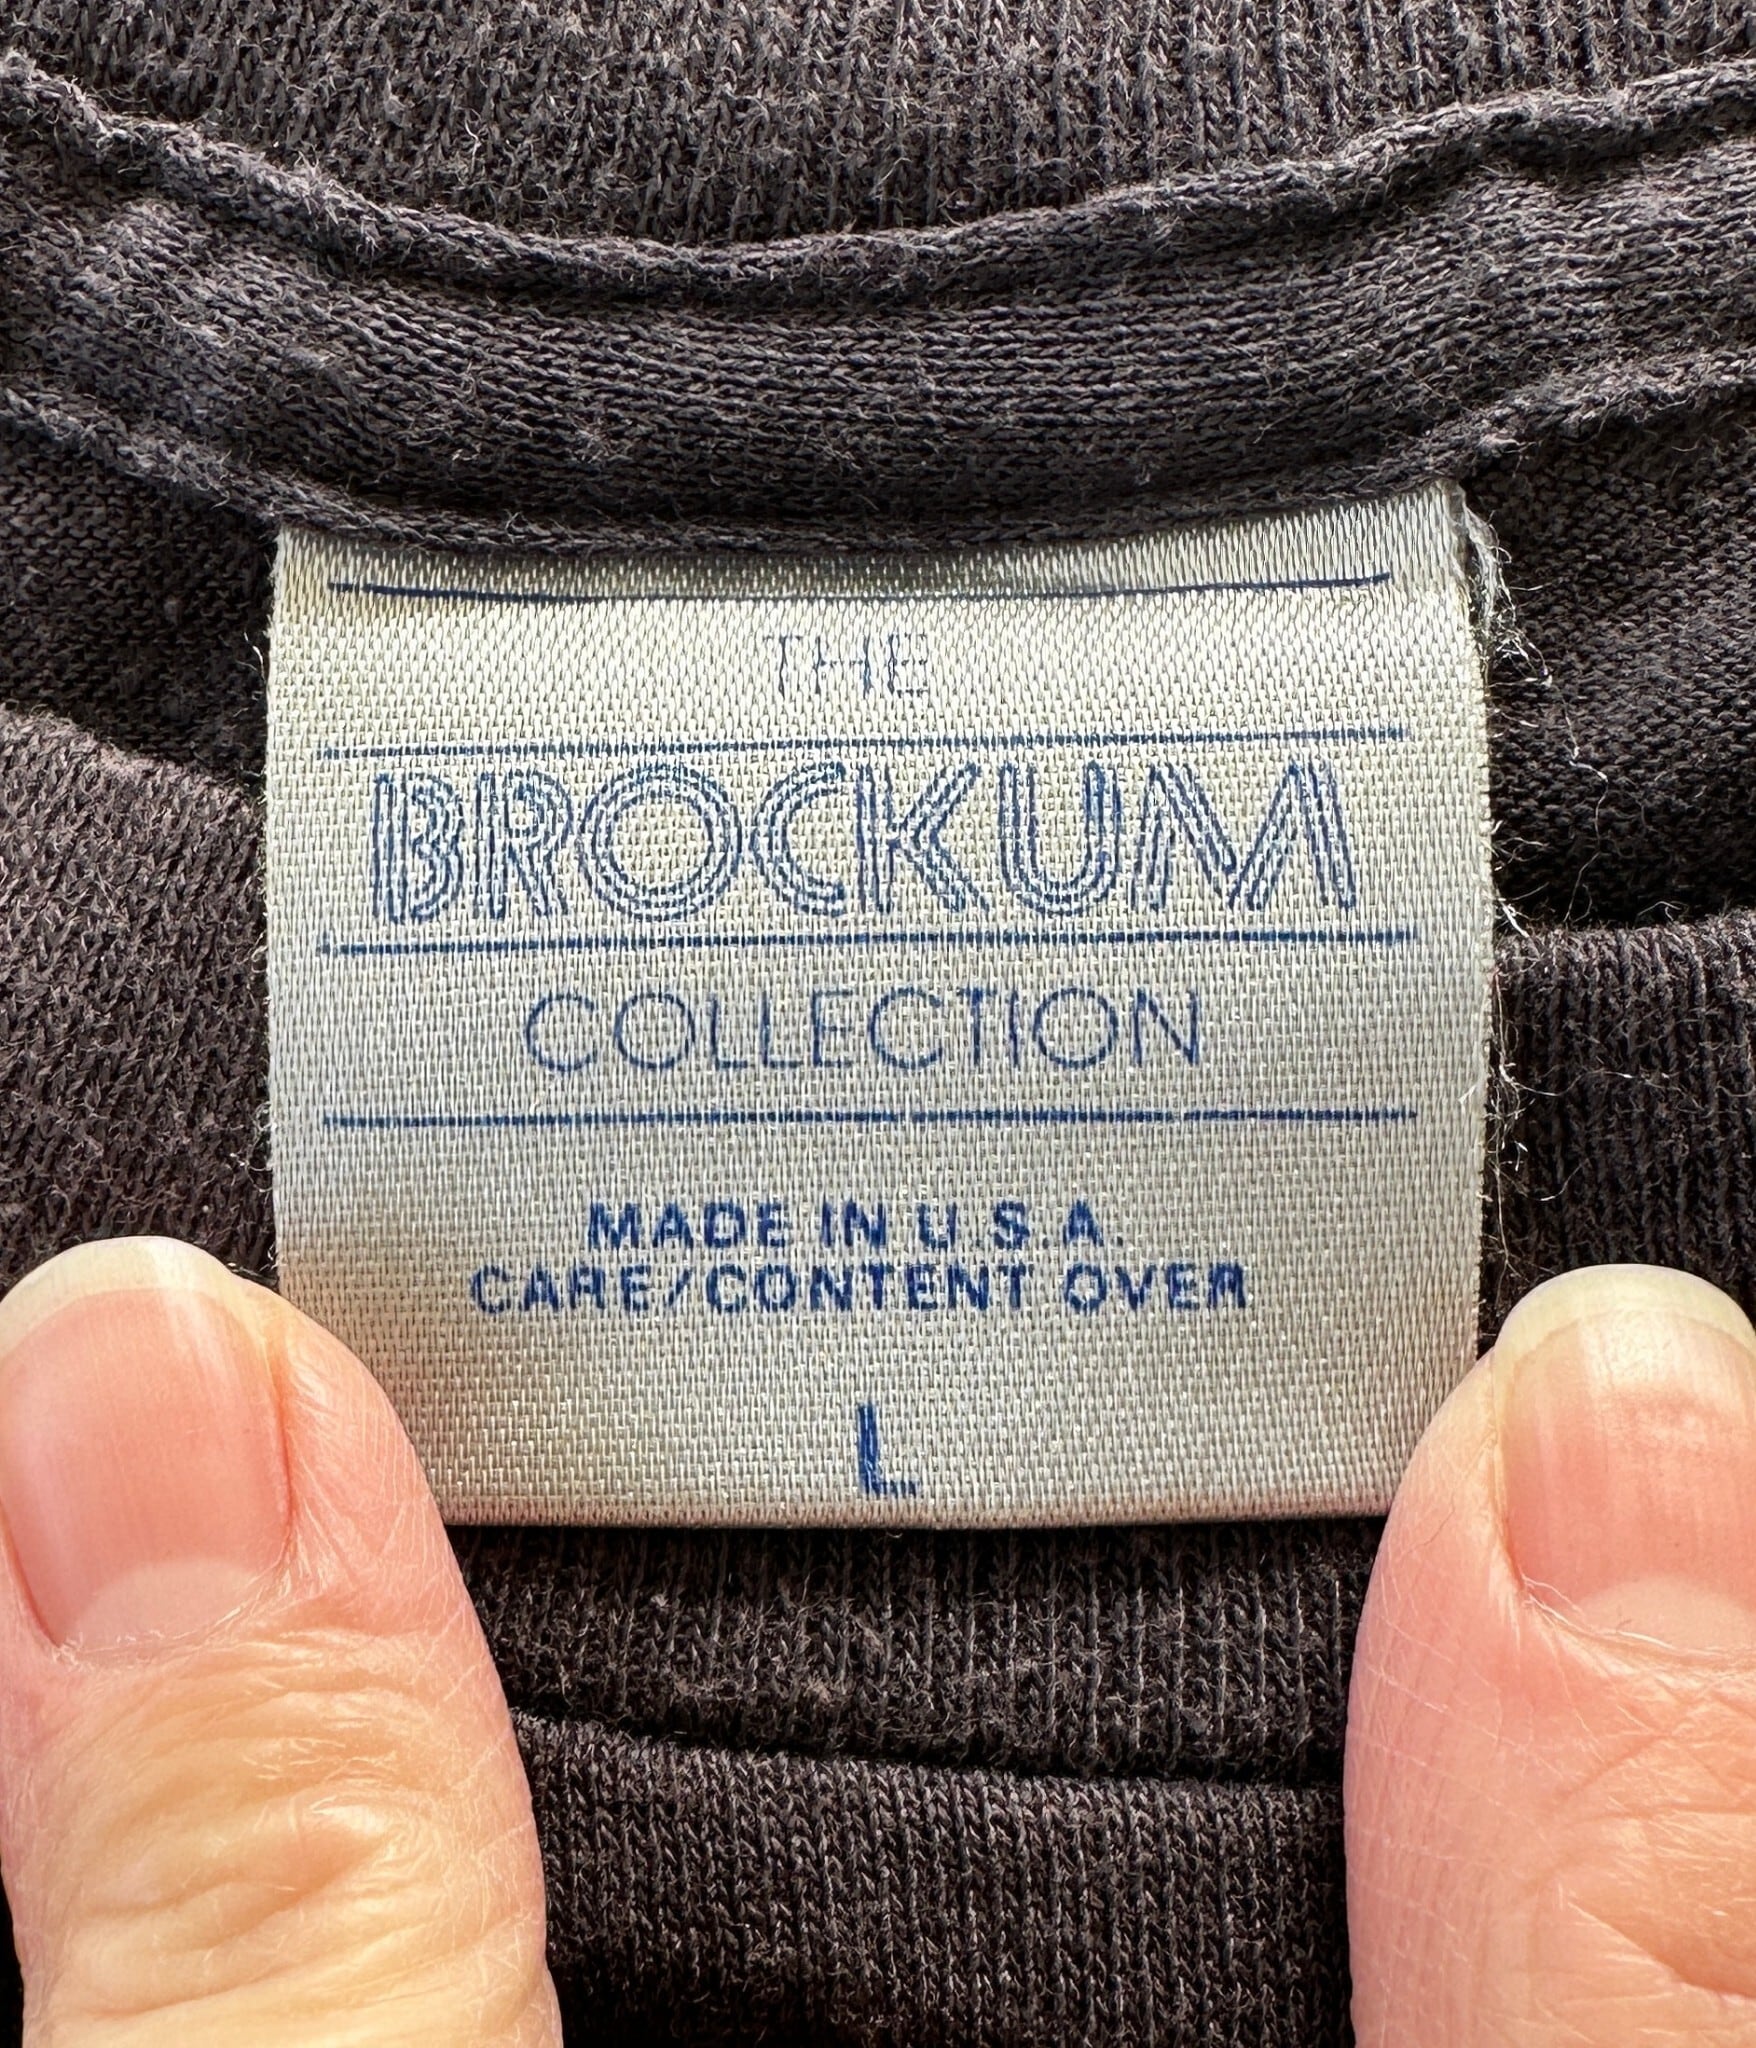 THE
BROCKUM
COLLECTION
MADE IN U.S.A.
CARE/CONTENT OVER
L